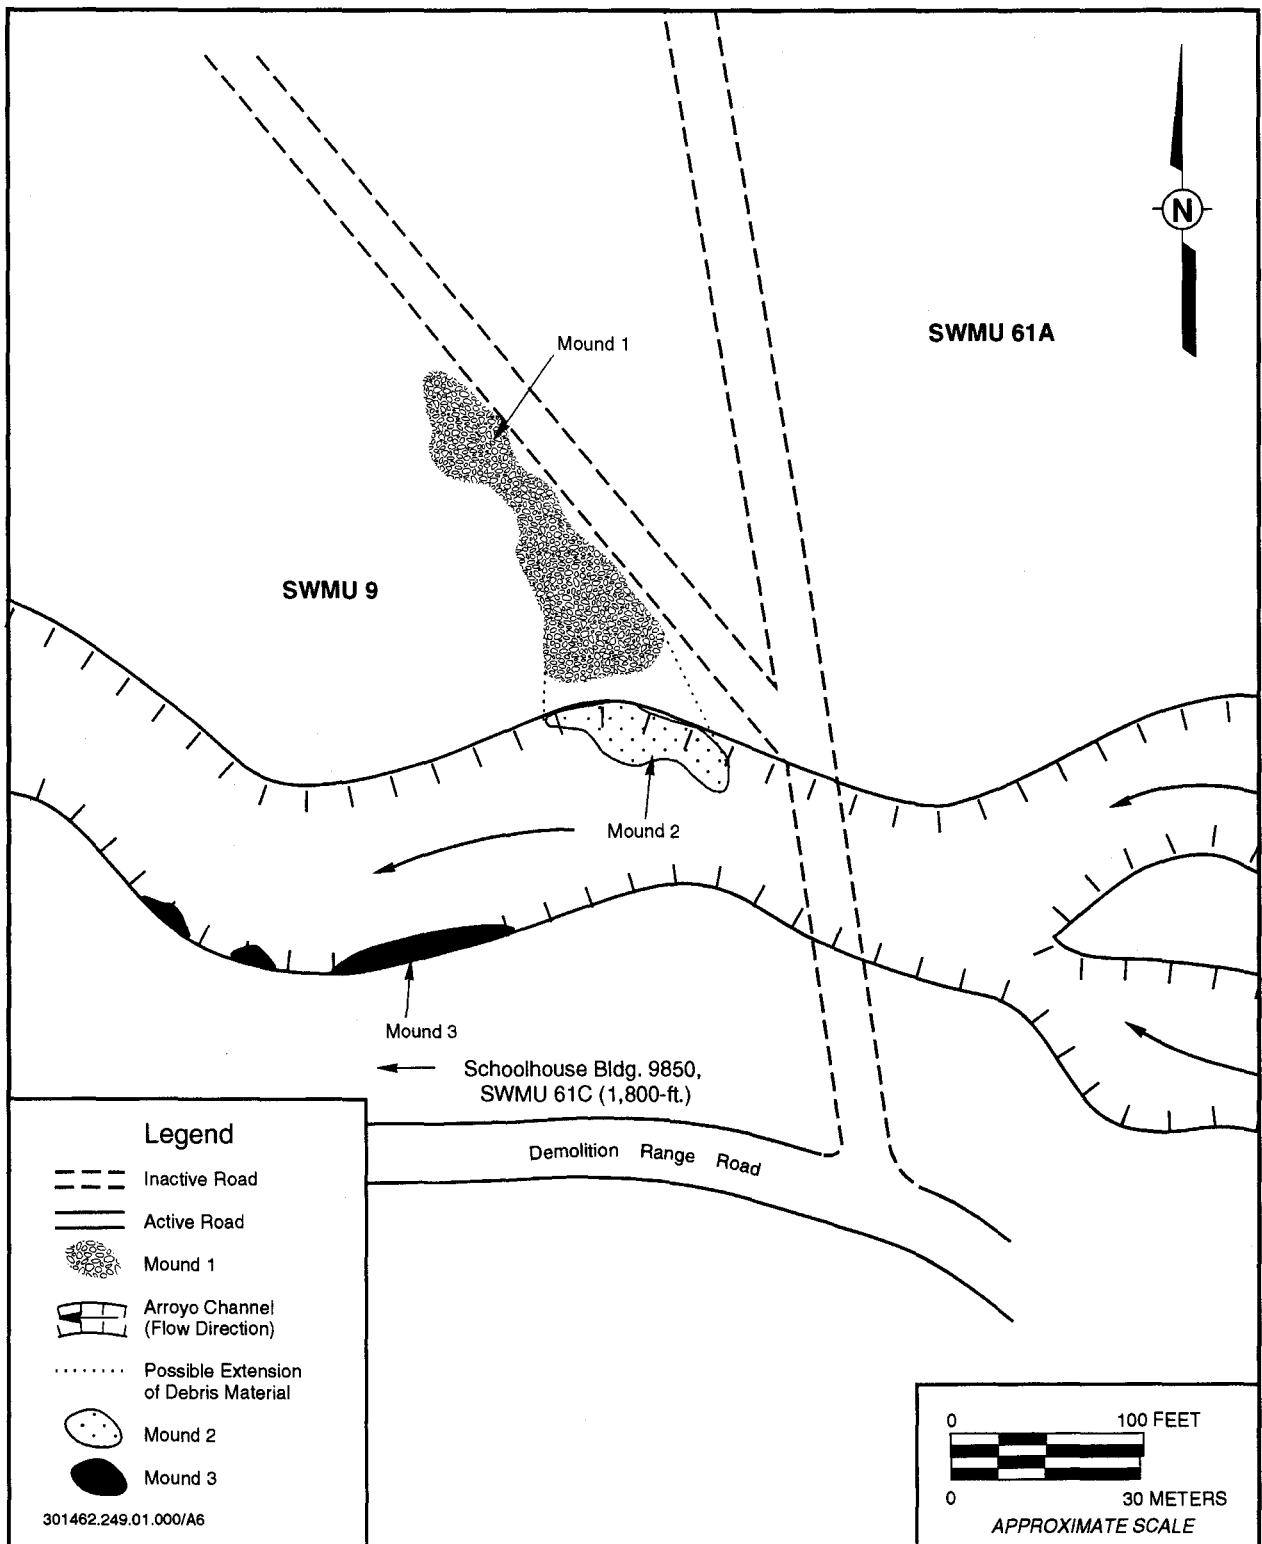 N
SWMU 61A
Mound 1
SWMU 9
Mound 2
Mound 3
Schoolhouse Bldg. 9850,
SWMU 61C (1,800-ft.)
Demolition Range Road
Legend
Inactive Road
Active Road
Mound 1
Arroyo Channel
(Flow Direction)
Possible Extension
of Debris Material
Mound 2
Mound 3
301462.249.01.000/A6
0 100 FEET
0 30 METERS
APPROXIMATE SCALE